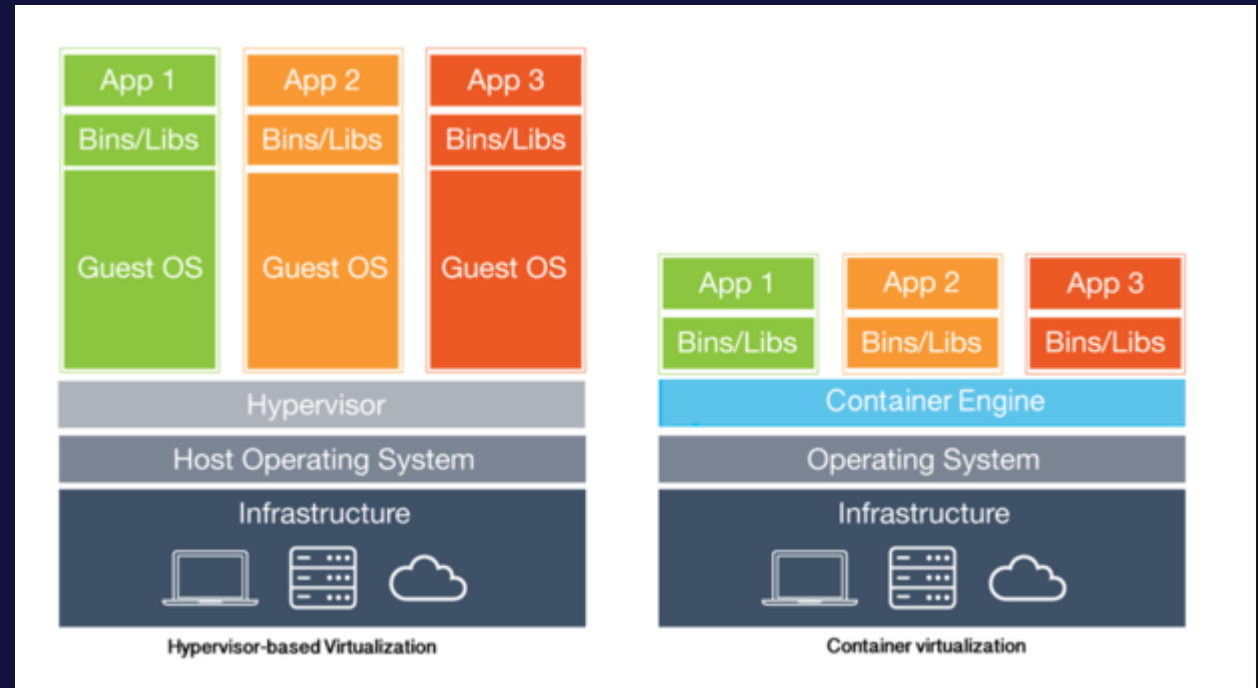 App 1
App 2
App 3
Bins/Libs
Bins/Libs
Bins/Libs
Guest OS
Guest OS
Guest OS
Hypervisor
Host Operating System
Infrastructure
Hypervisor-based Virtualization
App 1
App 2
App 3
Bins/Libs
Bins/Libs
Bins/Libs
Container Engine
Operating System
Infrastructure
Container virtualization